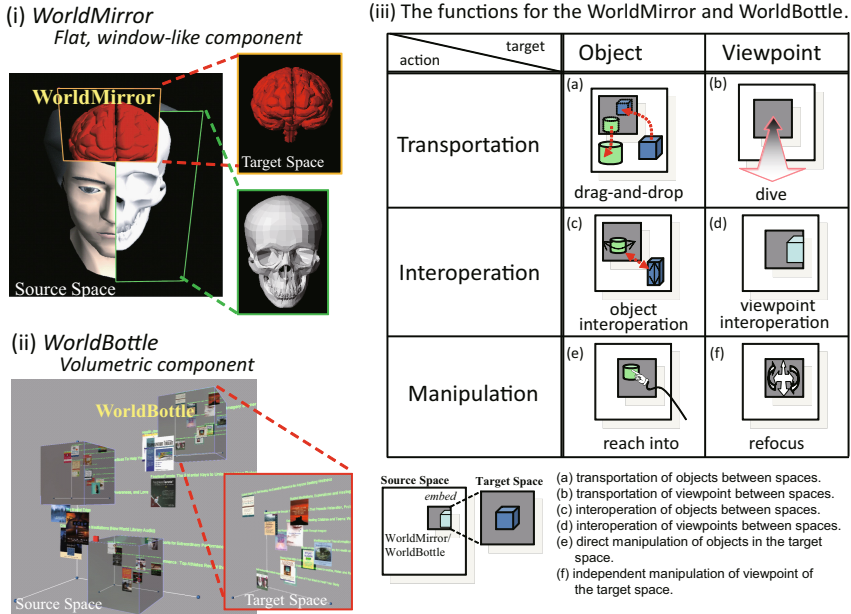 (i) WorldMirror
Flat, window-like component
WorldMirror
Target Space
Source Space
(ii) WorldBottle
Volumetric component
WorldBottle
Source Space
Target Space
(iii) The functions for the WorldMirror and WorldBottle.
target
action
Object
Viewpoint
Transportation
(a)
drag-and-drop
(b)
dive
Interoperation
(c)
object
interoperation
(d)
viewpoint
interoperation
Manipulation
(e)
reach into
(f)
refocus
Source Space
embed
WorldMirror/
WorldBottle
Target Space
(a) transportation of objects between spaces.
(b) transportation of viewpoint between spaces.
(c) interoperation of objects between spaces.
(d) interoperation of viewpoints between spaces.
(e) direct manipulation of objects in the target
space.
(f) independent manipulation of viewpoint of
the target space.